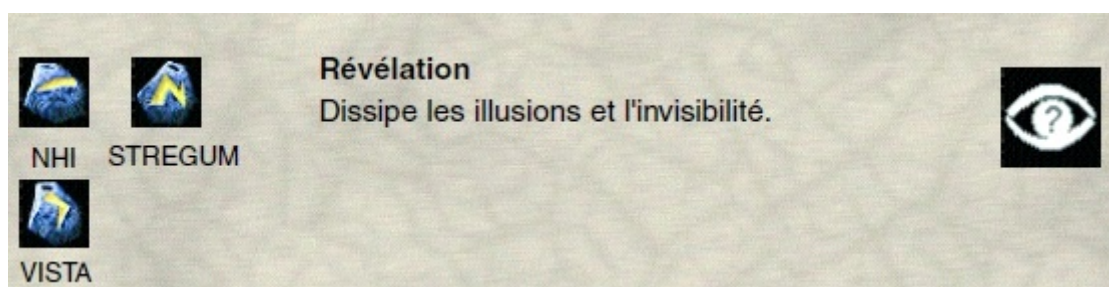 Révélation
Dissipe les illusions et l'invisibilité.
NHI STREGUM
VISTA
?